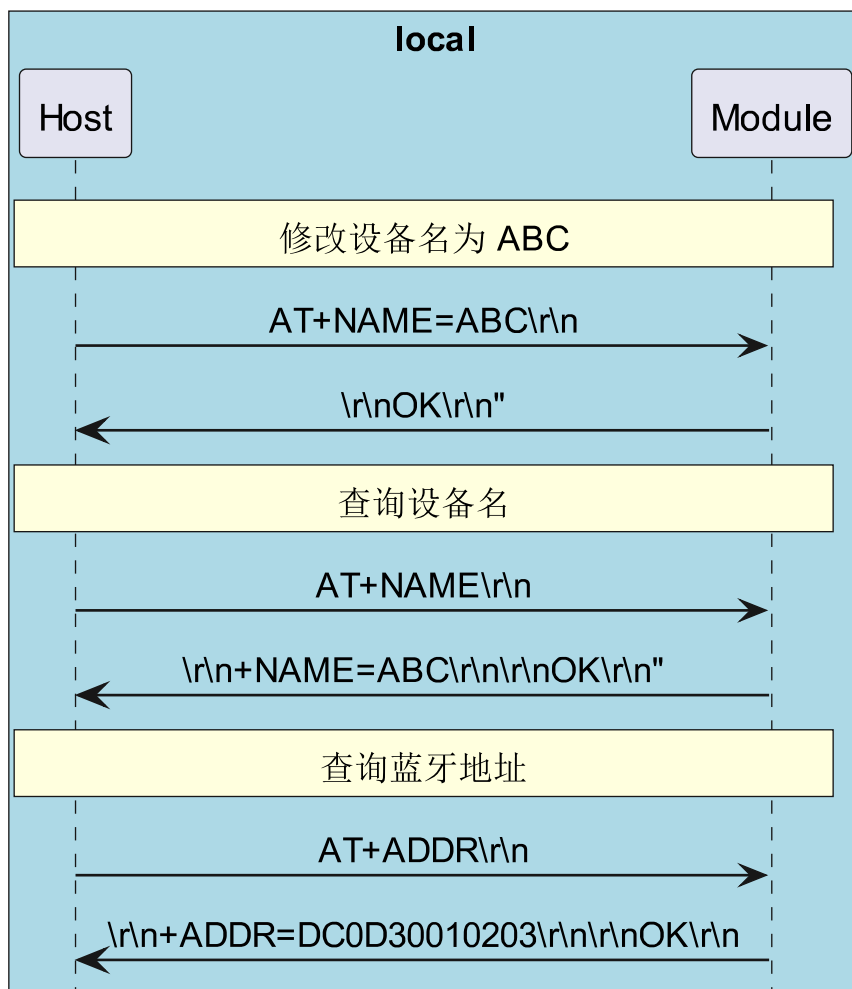 local
Host
Module
修改设备名为 ABC
AT+NAME=ABC\r\n
\r\nOK\r\n"
查询设备名
AT+NAME\r\n
\r\n+NAME=ABC\r\n\r\nOK\r\n"
查询蓝牙地址
AT+ADDR\r\n
\r\n+ADDR=DC0D30010203\r\n\r\nOK\r\n